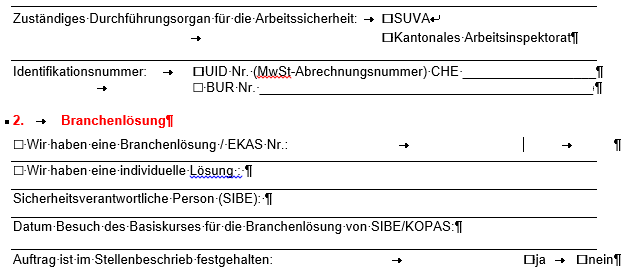 Zuständiges Durchführungsorgan für die Arbeitssicherheit: → ☐SUVA↵
→ ☐Kantonales Arbeitsinspektorat¶
Identifikationsnummer: → ☐UID Nr. (MwSt-Abrechnungsnummer) CHE ____________________¶
→ ☐ BUR Nr. ____________________¶
2. → Branchenlösung¶
☐ Wir haben eine Branchenlösung / EKAS Nr.: → → ¶
☐ Wir haben eine individuelle Lösung : ¶
Sicherheitsverantwortliche Person (SIBE): ¶
Datum Besuch des Basiskurses für die Branchenlösung von SIBE/KOPAS:¶
Auftrag ist im Stellenbeschrieb festgehalten: → ☐ja → ☐nein¶